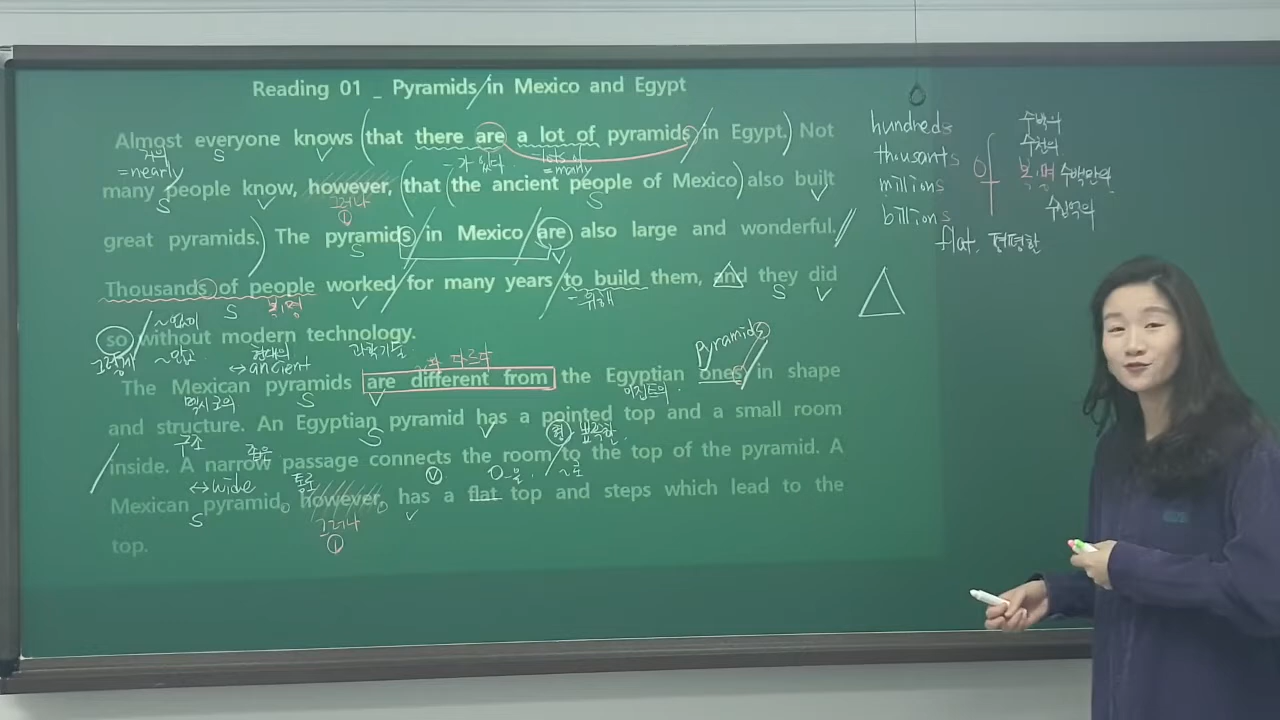 Reading 01 _ Pyramids in Mexico and Egypt
Almost everyone knows (that there are a lot of pyramids in Egypt.) Not
거의
S
V
- 가 있다.
lots of
=nearly
=many
many people know, however, (that (the ancient people of Mexico) also built
S
V
그러나
①
S
V
great pyramids.) The pyramids in Mexico are also large and wonderful.
S
V
Thousands of people worked for many years to build them, and they did
S
V
- 위해
S
V
so without modern technology.
~없이
그렇게
~않고
현대의
↔ancient
과학기술
와 다르다
pyramids
The Mexican pyramids are different from the Egyptian ones in shape
멕시코의
S
V
이집트의
and structure. An Egyptian pyramid has a pointed top and a small room
구조
S
V
뾰족한
inside. A narrow passage connects the room to the top of the pyramid. A
좁은
↔wide
통로
V
~로
Mexican pyramid, however, has a flat top and steps which lead to the
S
그러나
①
V
top.
hundreds
수백의
thousants
수천의
millions
수백만의
billions
수십억의
flat. 평평한